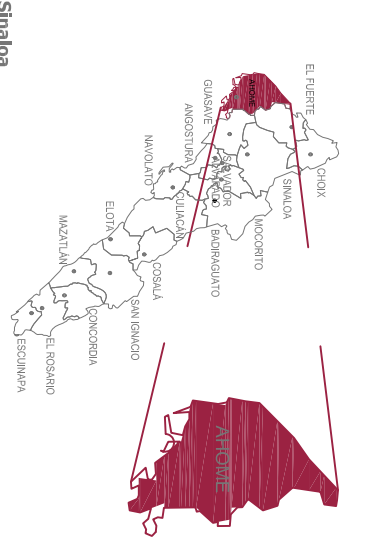 Sinaloa
EL FUERTE
CHOIX
AHOME
GUASAVE
SINALOA
ANGOSTURA
SALVADOR
ALVARADO
MOCORITO
BADIRAGUATO
NAVOLATO
CULIACÁN
ELOTA
COSALÁ
SAN IGNACIO
MAZATLÁN
CONCORDIA
EL ROSARIO
ESCUINAPA
AHOME